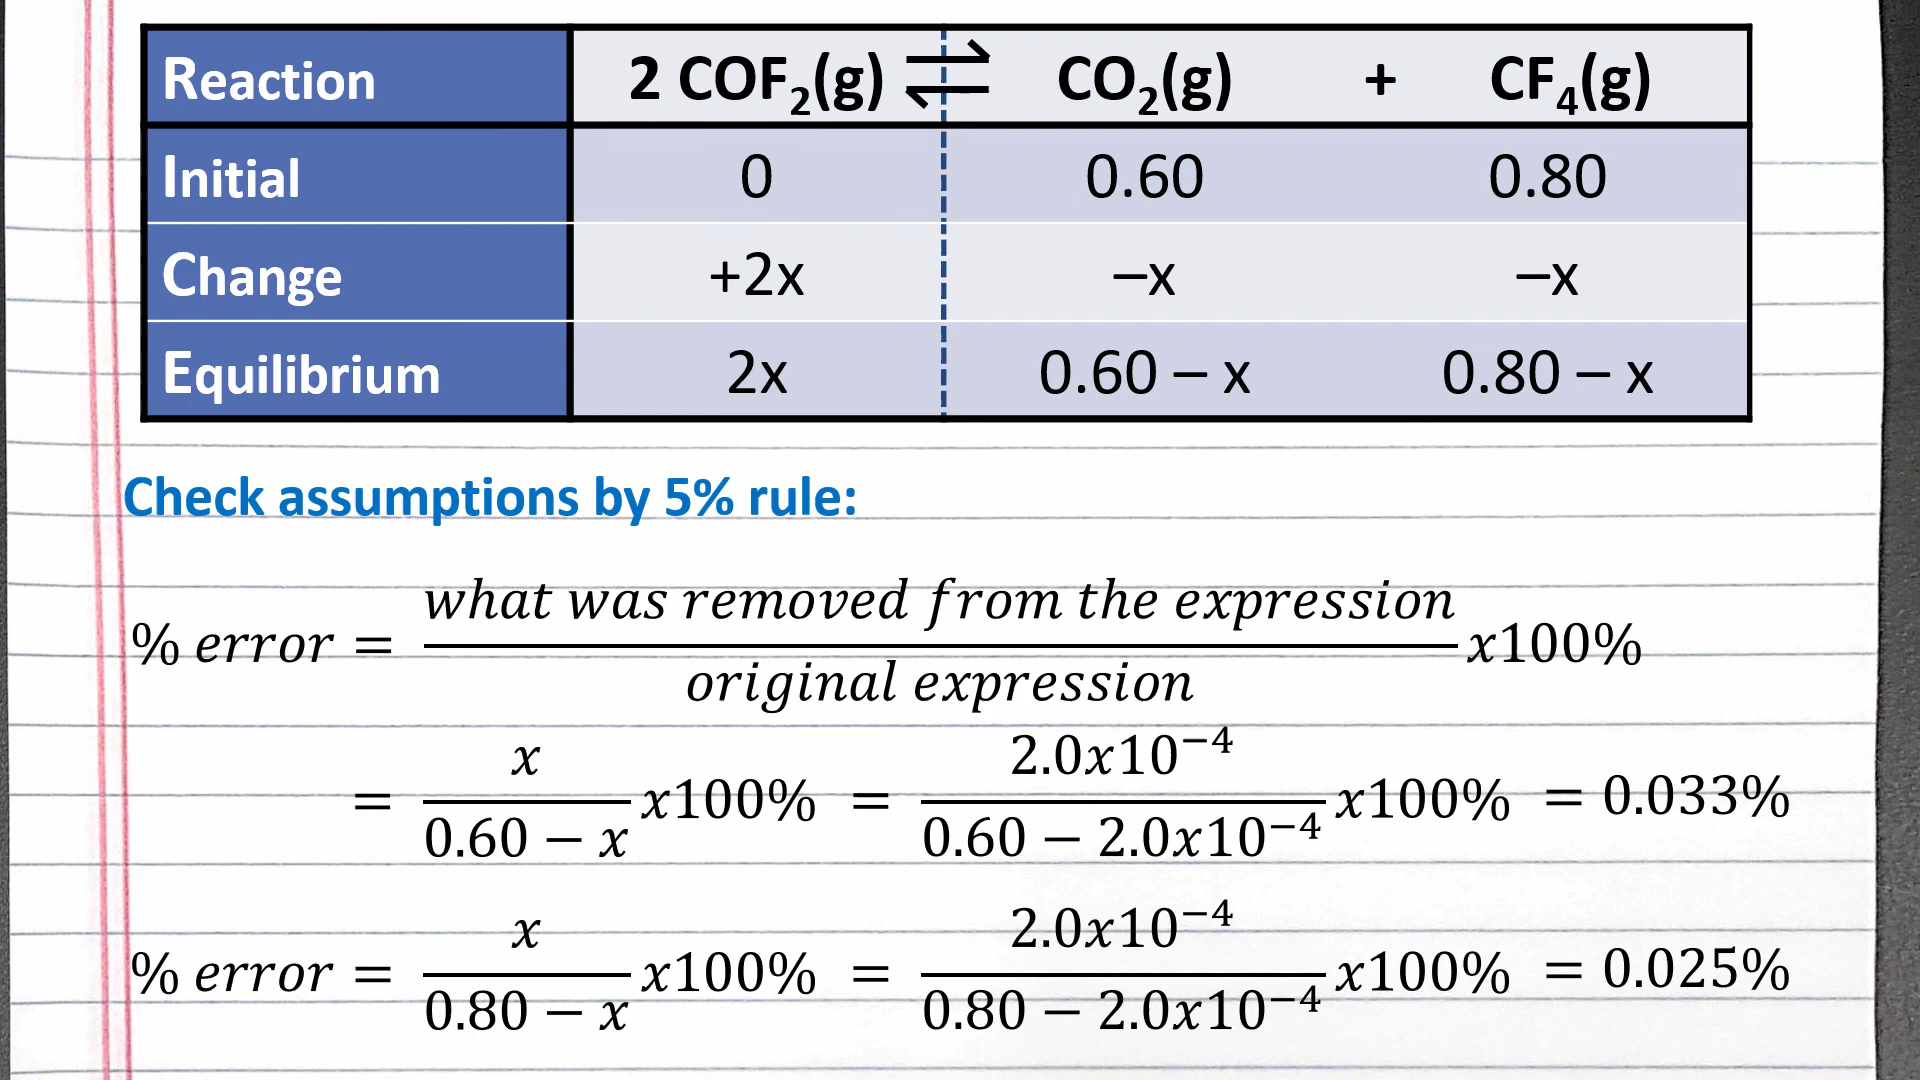 Reaction 2 COF₂(g) ⇌ CO₂(g) + CF₄(g)
Initial 0 0.60 0.80
Change +2x –x –x
Equilibrium 2x 0.60 – x 0.80 – x
Check assumptions by 5% rule:
% error = what was removed from the expression / original expression x100%
= x / 0.60 − x x100% = 2.0x10⁻⁴ / 0.60 − 2.0x10⁻⁴ x100% = 0.033%
% error = x / 0.80 − x x100% = 2.0x10⁻⁴ / 0.80 − 2.0x10⁻⁴ x100% = 0.025%